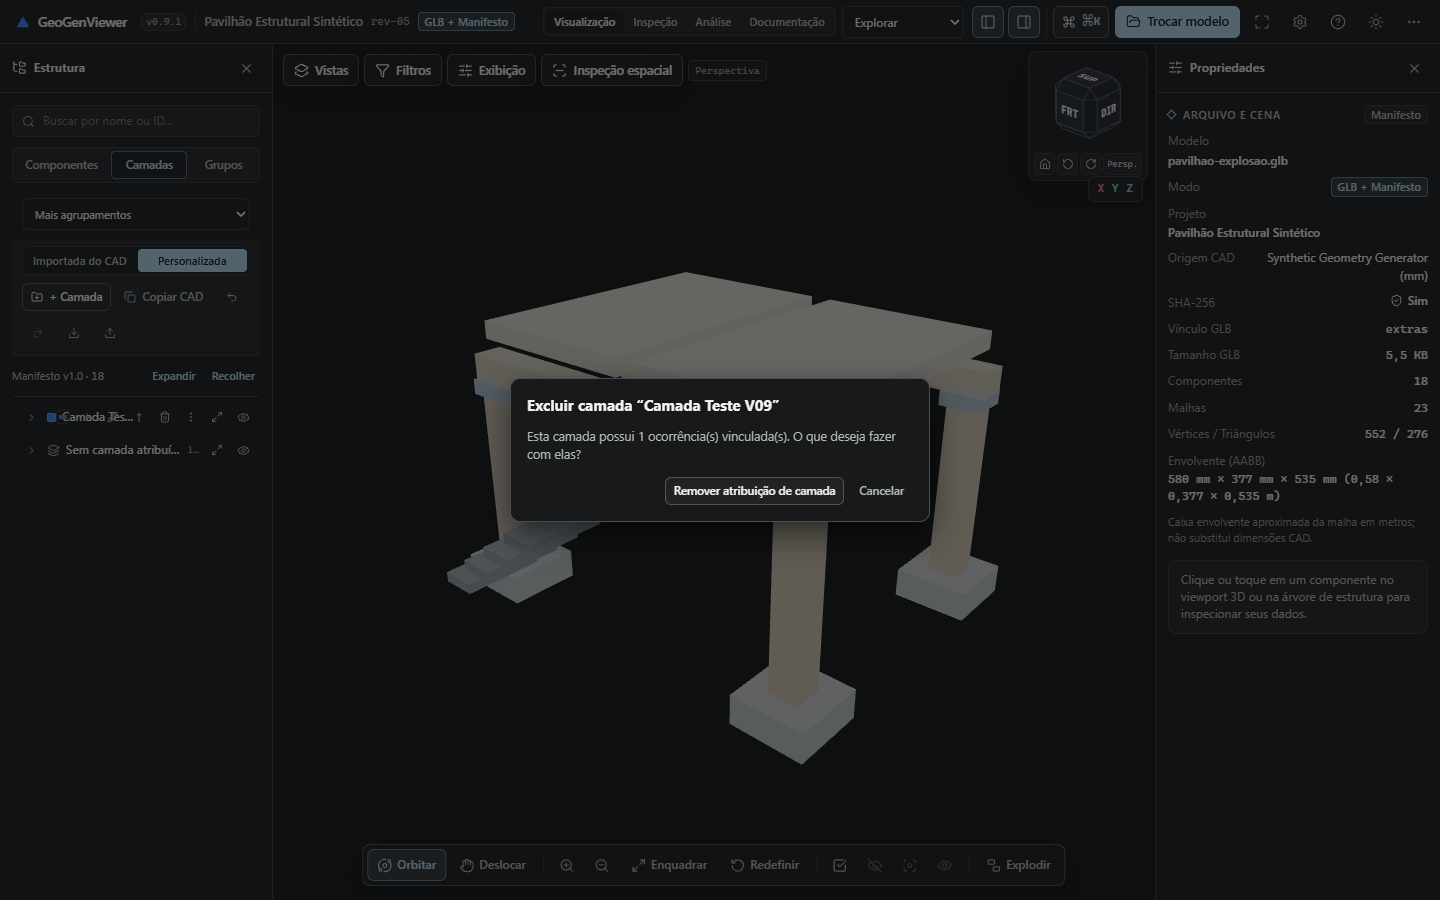 GeoGenViewer v0.9.1 Pavilhão Estrutural Sintético rev-05 GLB + Manifesto Visualização Inspeção Análise Documentação Explorar ⌘ ⌘K Trocar modelo
Estrutura
Buscar por nome ou ID...
Componentes Camadas Grupos
Mais agrupamentos
Importada do CAD Personalizada
+ Camada Copiar CAD
Manifesto v1.0 · 18 Expandir Recolher
Camada Tes...
Sem camada atribuí... 1...
Vistas Filtros Exibição Inspeção espacial Perspectiva
SUP
FRT DIR
Persp.
X Y Z
Excluir camada “Camada Teste V09”
Esta camada possui 1 ocorrência(s) vinculada(s). O que deseja fazer
com elas?
Remover atribuição de camada Cancelar
Orbitar Deslocar Enquadrar Redefinir Explodir
Propriedades
ARQUIVO E CENA Manifesto
Modelo
pavilhao-explosao.glb
Modo GLB + Manifesto
Projeto
Pavilhão Estrutural Sintético
Origem CAD Synthetic Geometry Generator
(mm)
SHA-256 Sim
Vínculo GLB extras
Tamanho GLB 5,5 KB
Componentes 18
Malhas 23
Vértices / Triângulos 552 / 276
Envolvente (AABB)
580 mm × 377 mm × 535 mm (0,58 ×
0,377 × 0,535 m)
Caixa envolvente aproximada da malha em metros;
não substitui dimensões CAD.
Clique ou toque em um componente no
viewport 3D ou na árvore de estrutura para
inspecionar seus dados.